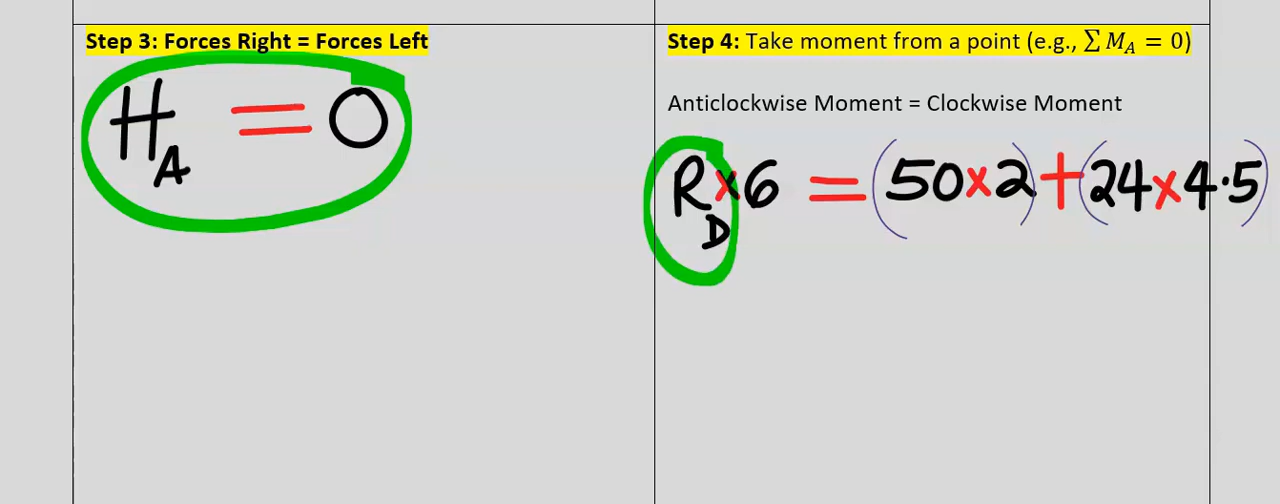 Step 3: Forces Right = Forces Left
H_A = 0
Step 4: Take moment from a point (e.g., ∑ M_A = 0)
Anticlockwise Moment = Clockwise Moment
R_D × 6 = (50 × 2) + (24 × 4·5)